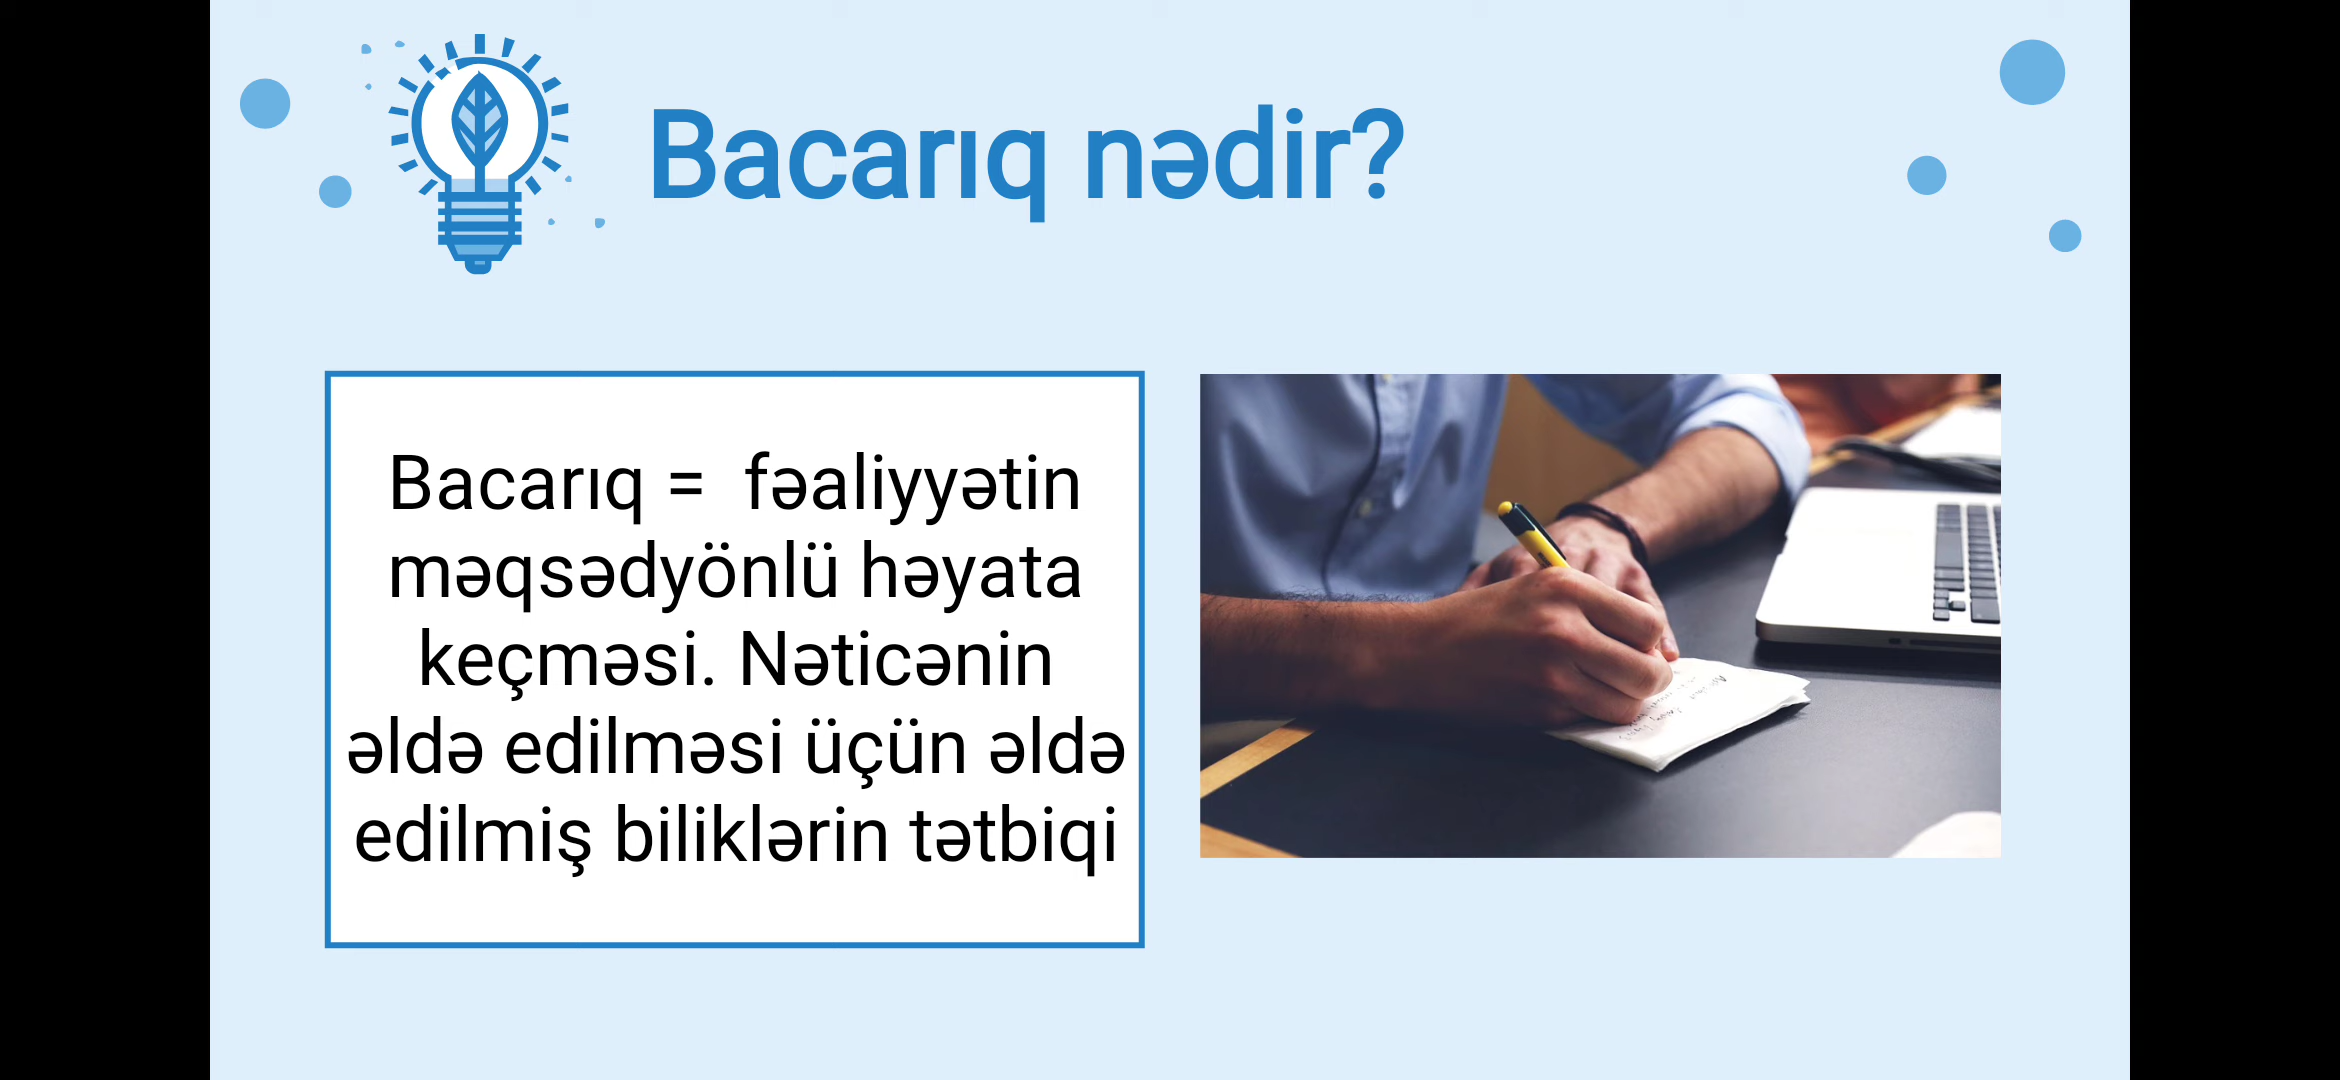 Bacarıq nədir?
Bacarıq = fəaliyyətin
məqsədyönlü həyata
keçməsi. Nəticənin
əldə edilməsi üçün əldə
edilmiş biliklərin tətbiqi